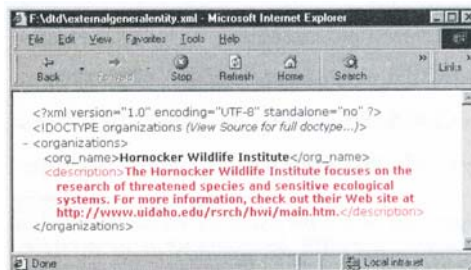 F:\dtd\externalgeneralentity.xml - Microsoft Internet Explorer
File Edit View Favorites Tools Help
Back Forward Stop Refresh Home Search » Links »
<?xml version="1.0" encoding="UTF-8" standalone="no" ?>
<!DOCTYPE organizations (View Source for full doctype...)>
- <organizations>
<org_name>Hornocker Wildlife Institute</org_name>
<description>The Hornocker Wildlife Institute focuses on the
research of threatened species and sensitive ecological
systems. For more information, check out their Web site at
http://www.uidaho.edu/rsrch/hwi/main.htm.</description>
</organizations>
Done Local intranet